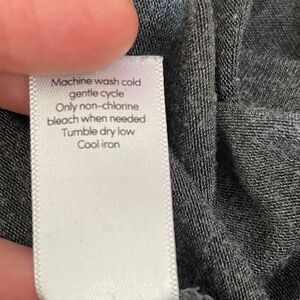 Machine wash cold
gentle cycle
Only non-chlorine
bleach when needed
Tumble dry low
Cool iron